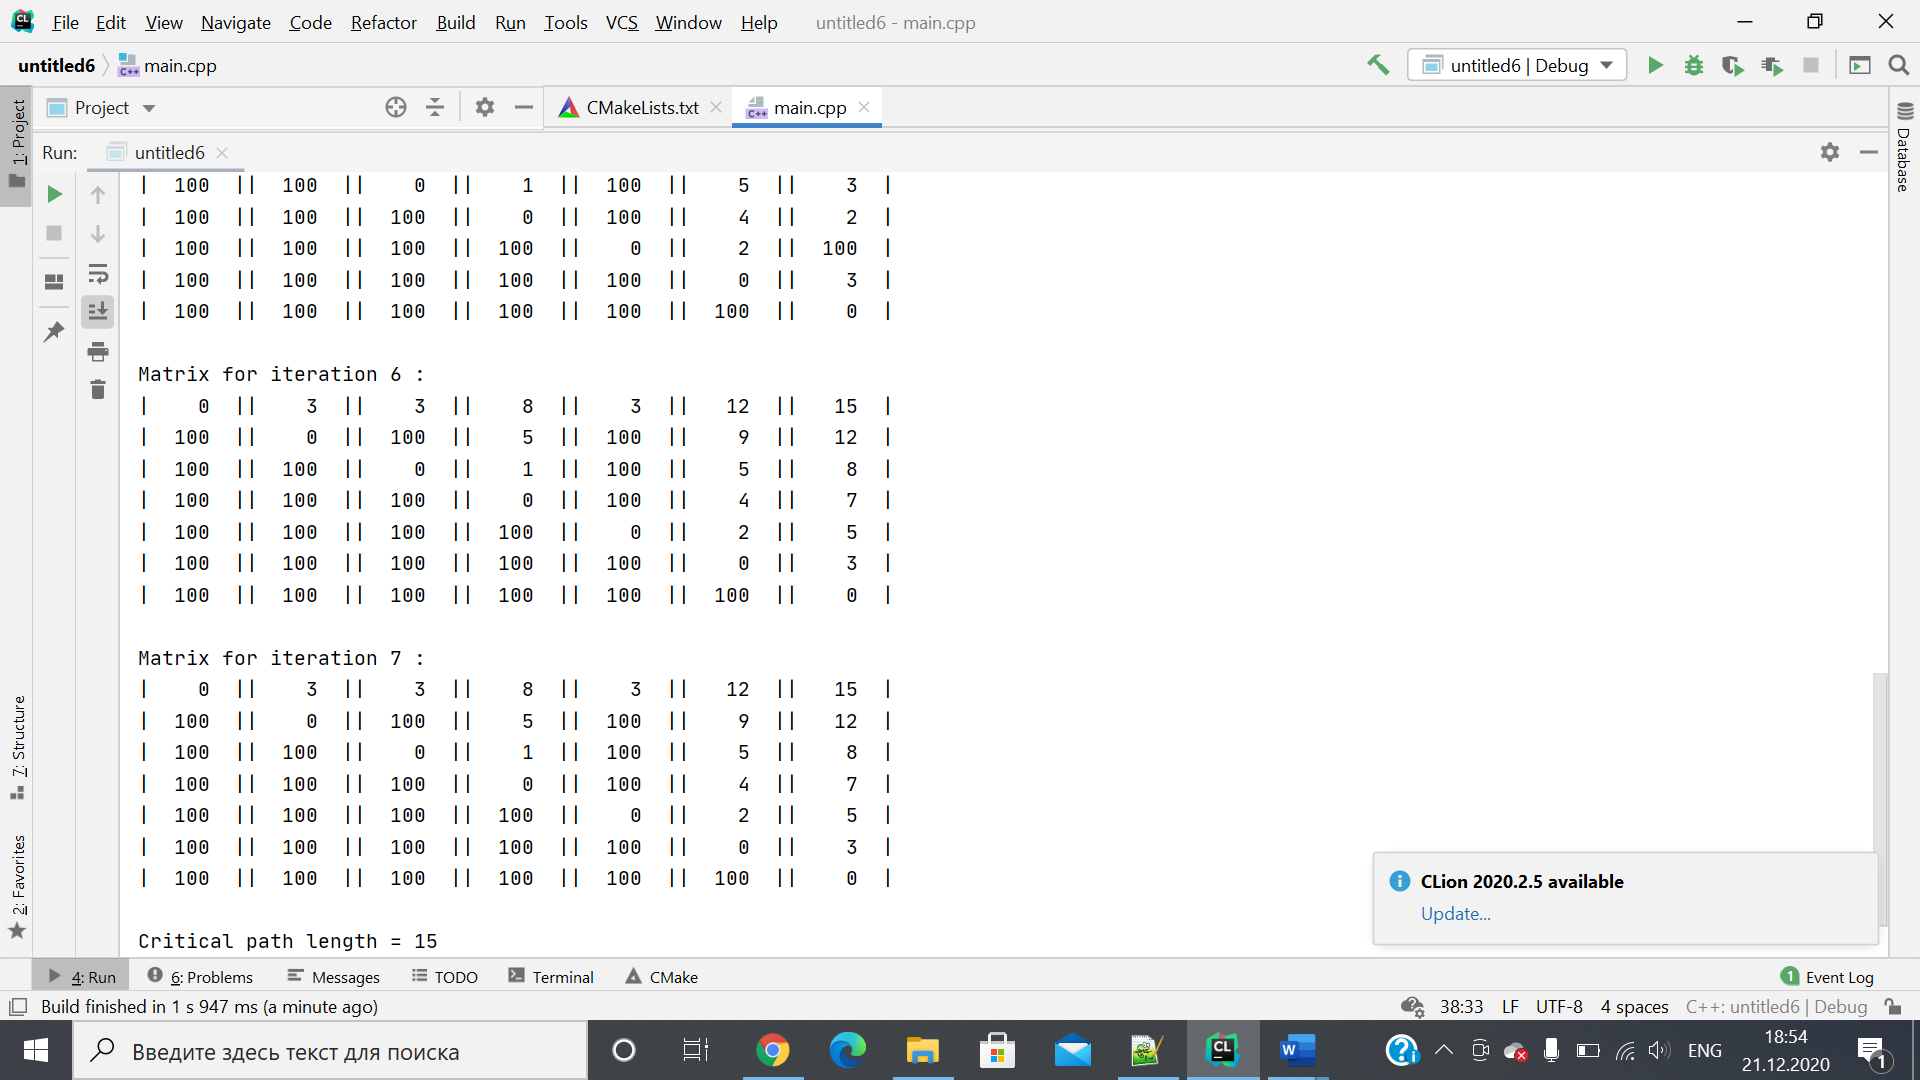 File Edit View Navigate Code Refactor Build Run Tools VCS Window Help untitled6 - main.cpp
untitled6 main.cpp untitled6 | Debug
Project CMakeLists.txt main.cpp
1: Project
Database
Run: untitled6
| 100 || 100 || 0 || 1 || 100 || 5 || 3 |
| 100 || 100 || 100 || 0 || 100 || 4 || 2 |
| 100 || 100 || 100 || 100 || 0 || 2 || 100 |
| 100 || 100 || 100 || 100 || 100 || 0 || 3 |
| 100 || 100 || 100 || 100 || 100 || 100 || 0 |
Matrix for iteration 6 :
| 0 || 3 || 3 || 8 || 3 || 12 || 15 |
| 100 || 0 || 100 || 5 || 100 || 9 || 12 |
| 100 || 100 || 0 || 1 || 100 || 5 || 8 |
| 100 || 100 || 100 || 0 || 100 || 4 || 7 |
| 100 || 100 || 100 || 100 || 0 || 2 || 5 |
| 100 || 100 || 100 || 100 || 100 || 0 || 3 |
| 100 || 100 || 100 || 100 || 100 || 100 || 0 |
Matrix for iteration 7 :
| 0 || 3 || 3 || 8 || 3 || 12 || 15 |
| 100 || 0 || 100 || 5 || 100 || 9 || 12 |
| 100 || 100 || 0 || 1 || 100 || 5 || 8 |
| 100 || 100 || 100 || 0 || 100 || 4 || 7 |
| 100 || 100 || 100 || 100 || 0 || 2 || 5 |
| 100 || 100 || 100 || 100 || 100 || 0 || 3 |
| 100 || 100 || 100 || 100 || 100 || 100 || 0 |
Critical path length = 15
7: Structure
2: Favorites
CLion 2020.2.5 available
Update...
4: Run 6: Problems Messages TODO Terminal CMake 1 Event Log
Build finished in 1 s 947 ms (a minute ago) 38:33 LF UTF-8 4 spaces C++: untitled6 | Debug
Введите здесь текст для поиска ENG 18:54
21.12.2020 1